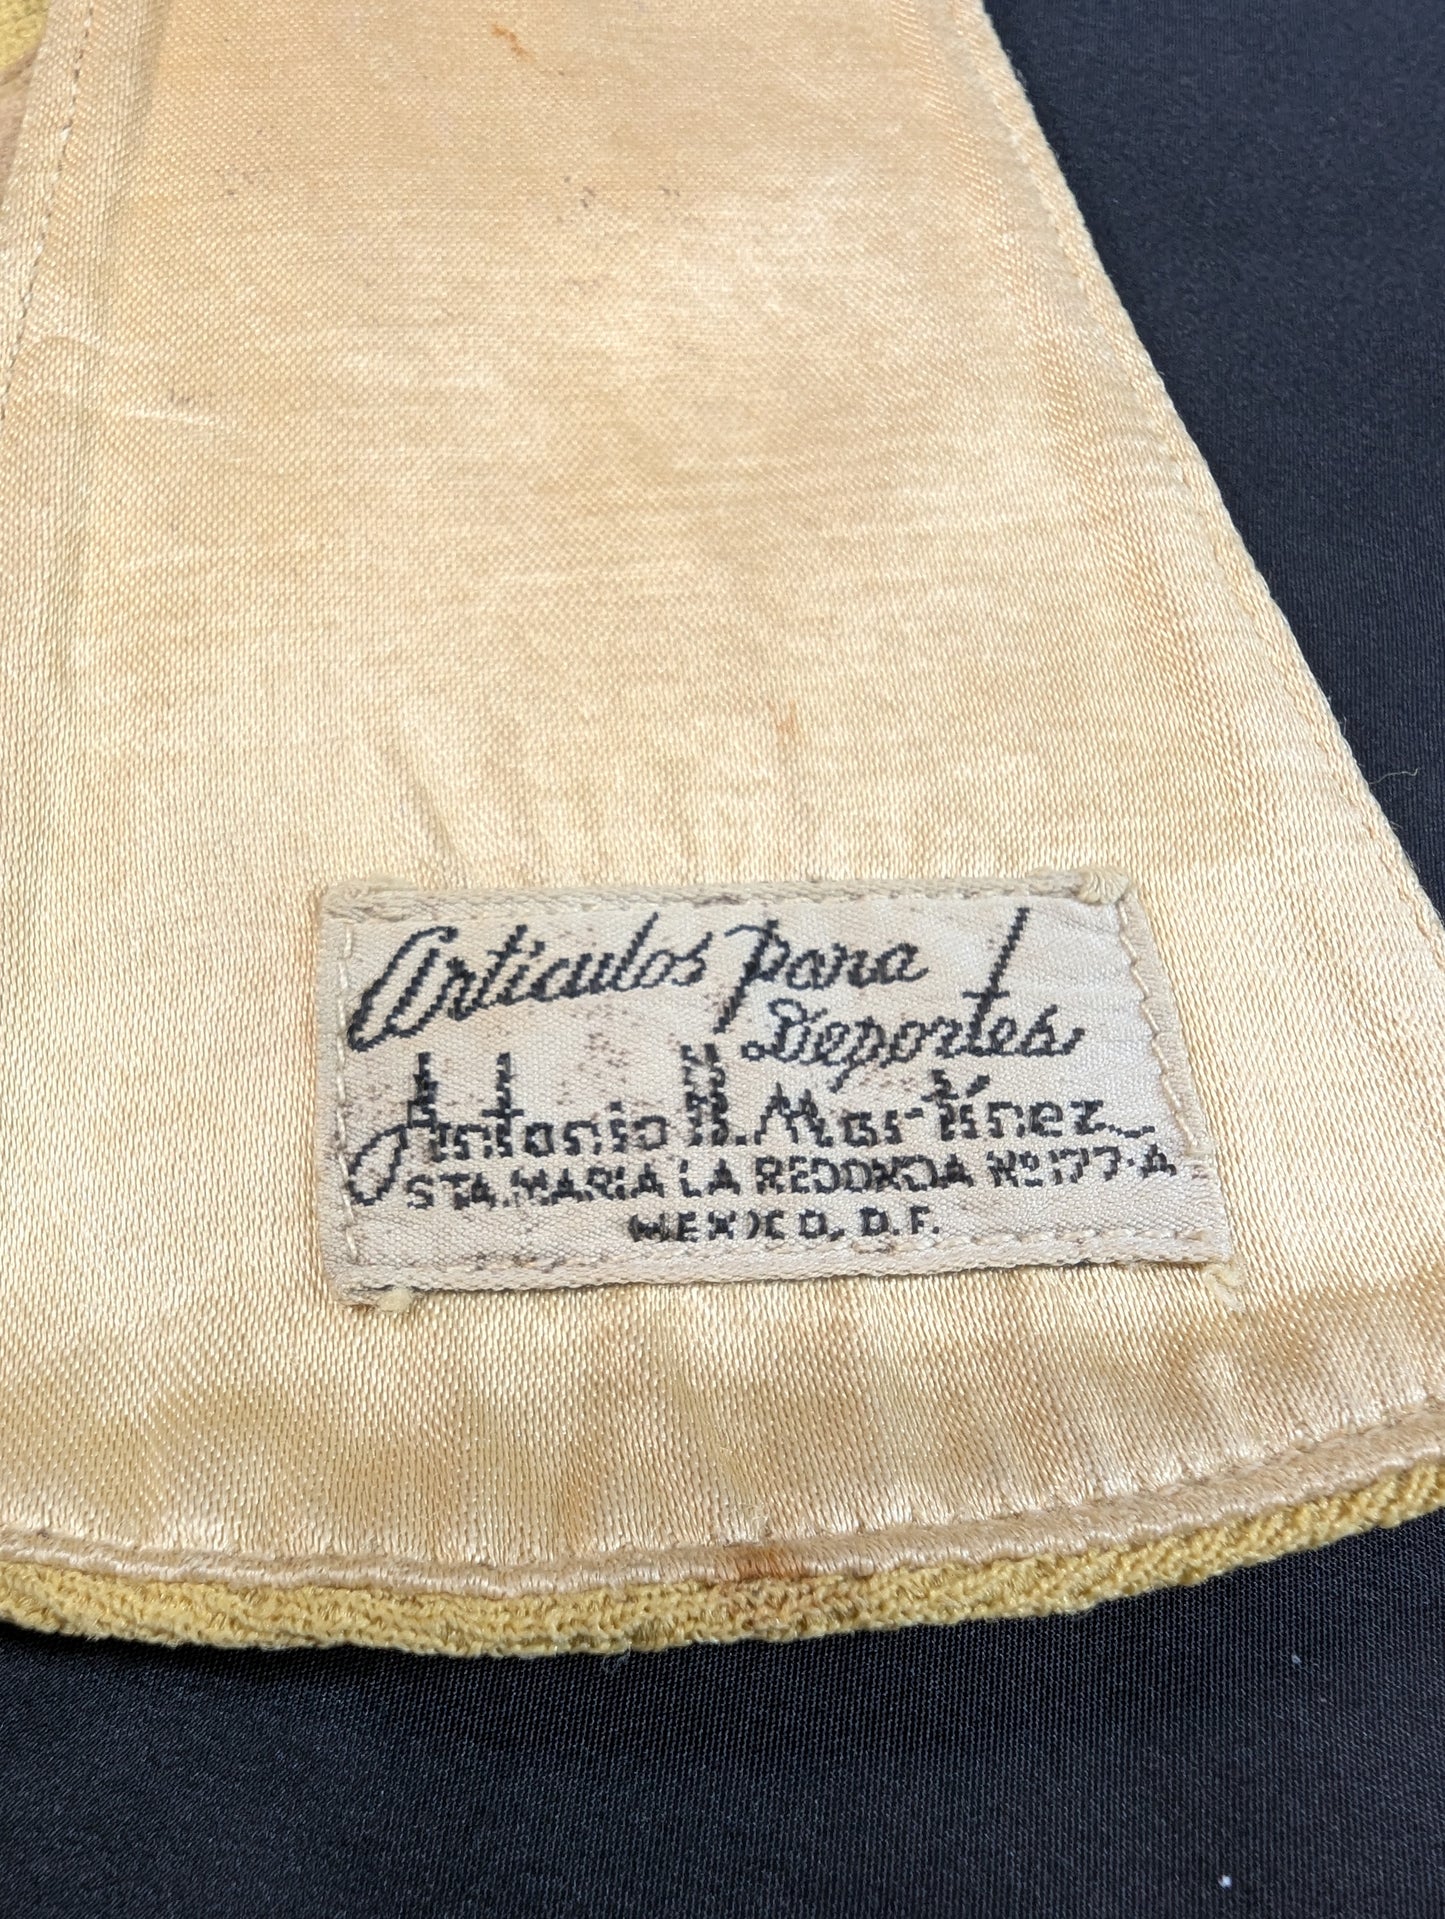 Articulos para
Deportes
Antonio H. Martínez
STA. MARIA LA REDONDA No 177-A
MEXICO, D.F.